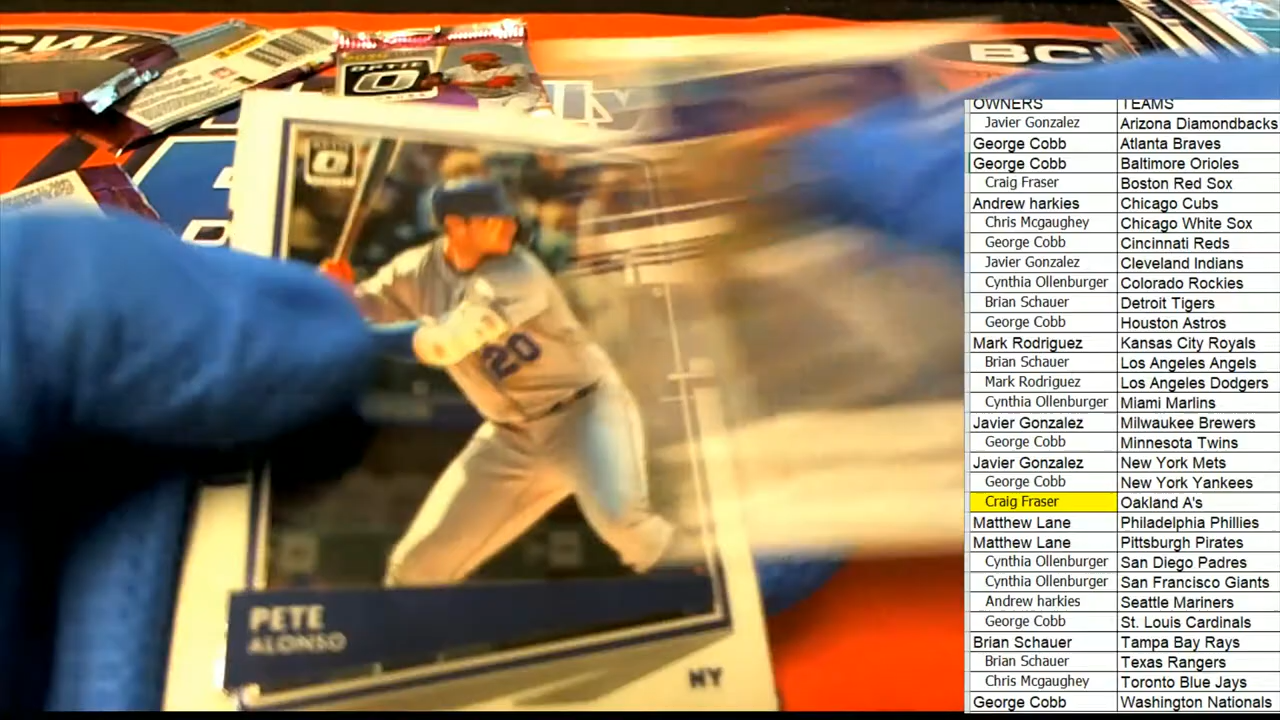 OPTIC
BCW
OWNERS TEAMS
Javier Gonzalez Arizona Diamondbacks
George Cobb Atlanta Braves
George Cobb Baltimore Orioles
Craig Fraser Boston Red Sox
Andrew harkies Chicago Cubs
Chris Mcgaughey Chicago White Sox
George Cobb Cincinnati Reds
Javier Gonzalez Cleveland Indians
Cynthia Ollenburger Colorado Rockies
Brian Schauer Detroit Tigers
George Cobb Houston Astros
Mark Rodriguez Kansas City Royals
Brian Schauer Los Angeles Angels
Mark Rodriguez Los Angeles Dodgers
Cynthia Ollenburger Miami Marlins
Javier Gonzalez Milwaukee Brewers
George Cobb Minnesota Twins
Javier Gonzalez New York Mets
George Cobb New York Yankees
Craig Fraser Oakland A's
Matthew Lane Philadelphia Phillies
Matthew Lane Pittsburgh Pirates
Cynthia Ollenburger San Diego Padres
Cynthia Ollenburger San Francisco Giants
Andrew harkies Seattle Mariners
George Cobb St. Louis Cardinals
Brian Schauer Tampa Bay Rays
Brian Schauer Texas Rangers
Chris Mcgaughey Toronto Blue Jays
George Cobb Washington Nationals
20
PETE
ALONSO
NY